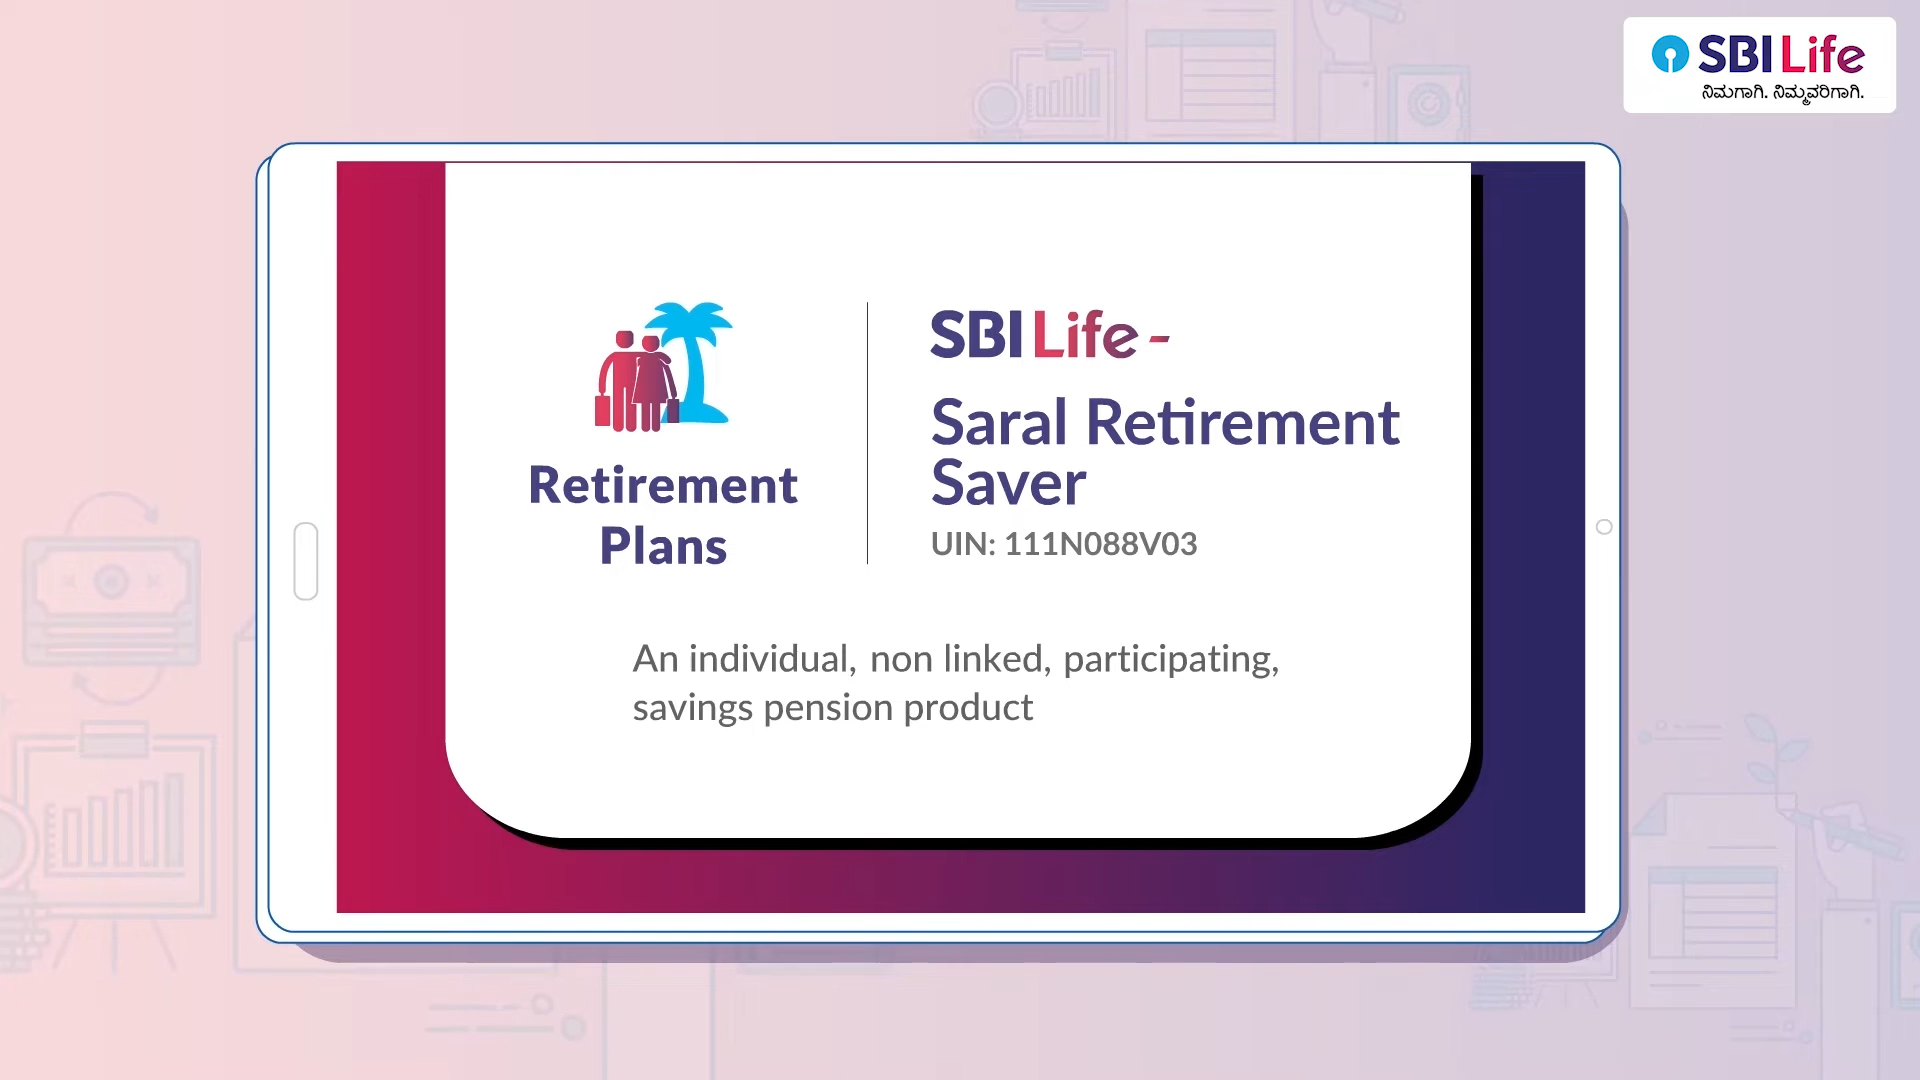 SBI Life
ನಿಮಗಾಗಿ. ನಿಮ್ಮವರಿಗಾಗಿ.
Retirement
Plans
SBI Life -
Saral Retirement
Saver
UIN: 111N088V03
An individual, non linked, participating,
savings pension product